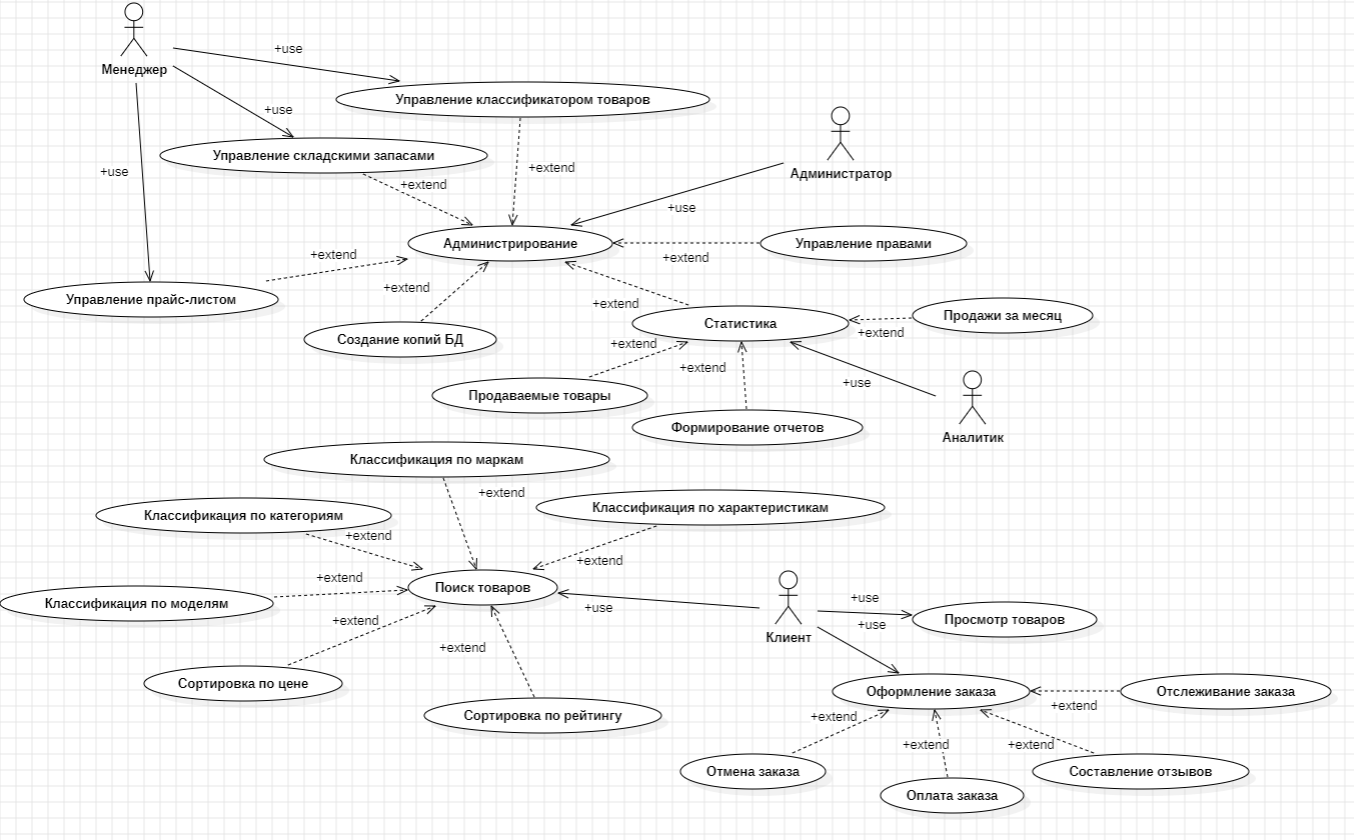 Менеджер
+use
Управление классификатором товаров
+use
Управление складскими запасами
+extend
+use
+extend
Администратор
+use
Администрирование
Управление правами
+extend
+extend
+extend
Управление прайс-листом
+extend
Статистика
Продажи за месяц
+extend
Создание копий БД
+extend
+extend
+use
Продаваемые товары
Формирование отчетов
Аналитик
Классификация по маркам
+extend
Классификация по категориям
Классификация по характеристикам
+extend
+extend
+extend
Поиск товаров
Классификация по моделям
+use
+use
Просмотр товаров
+extend
+use
Клиент
+extend
Сортировка по цене
Оформление заказа
Отслеживание заказа
+extend
Сортировка по рейтингу
+extend
+extend
+extend
Отмена заказа
Составление отзывов
Оплата заказа